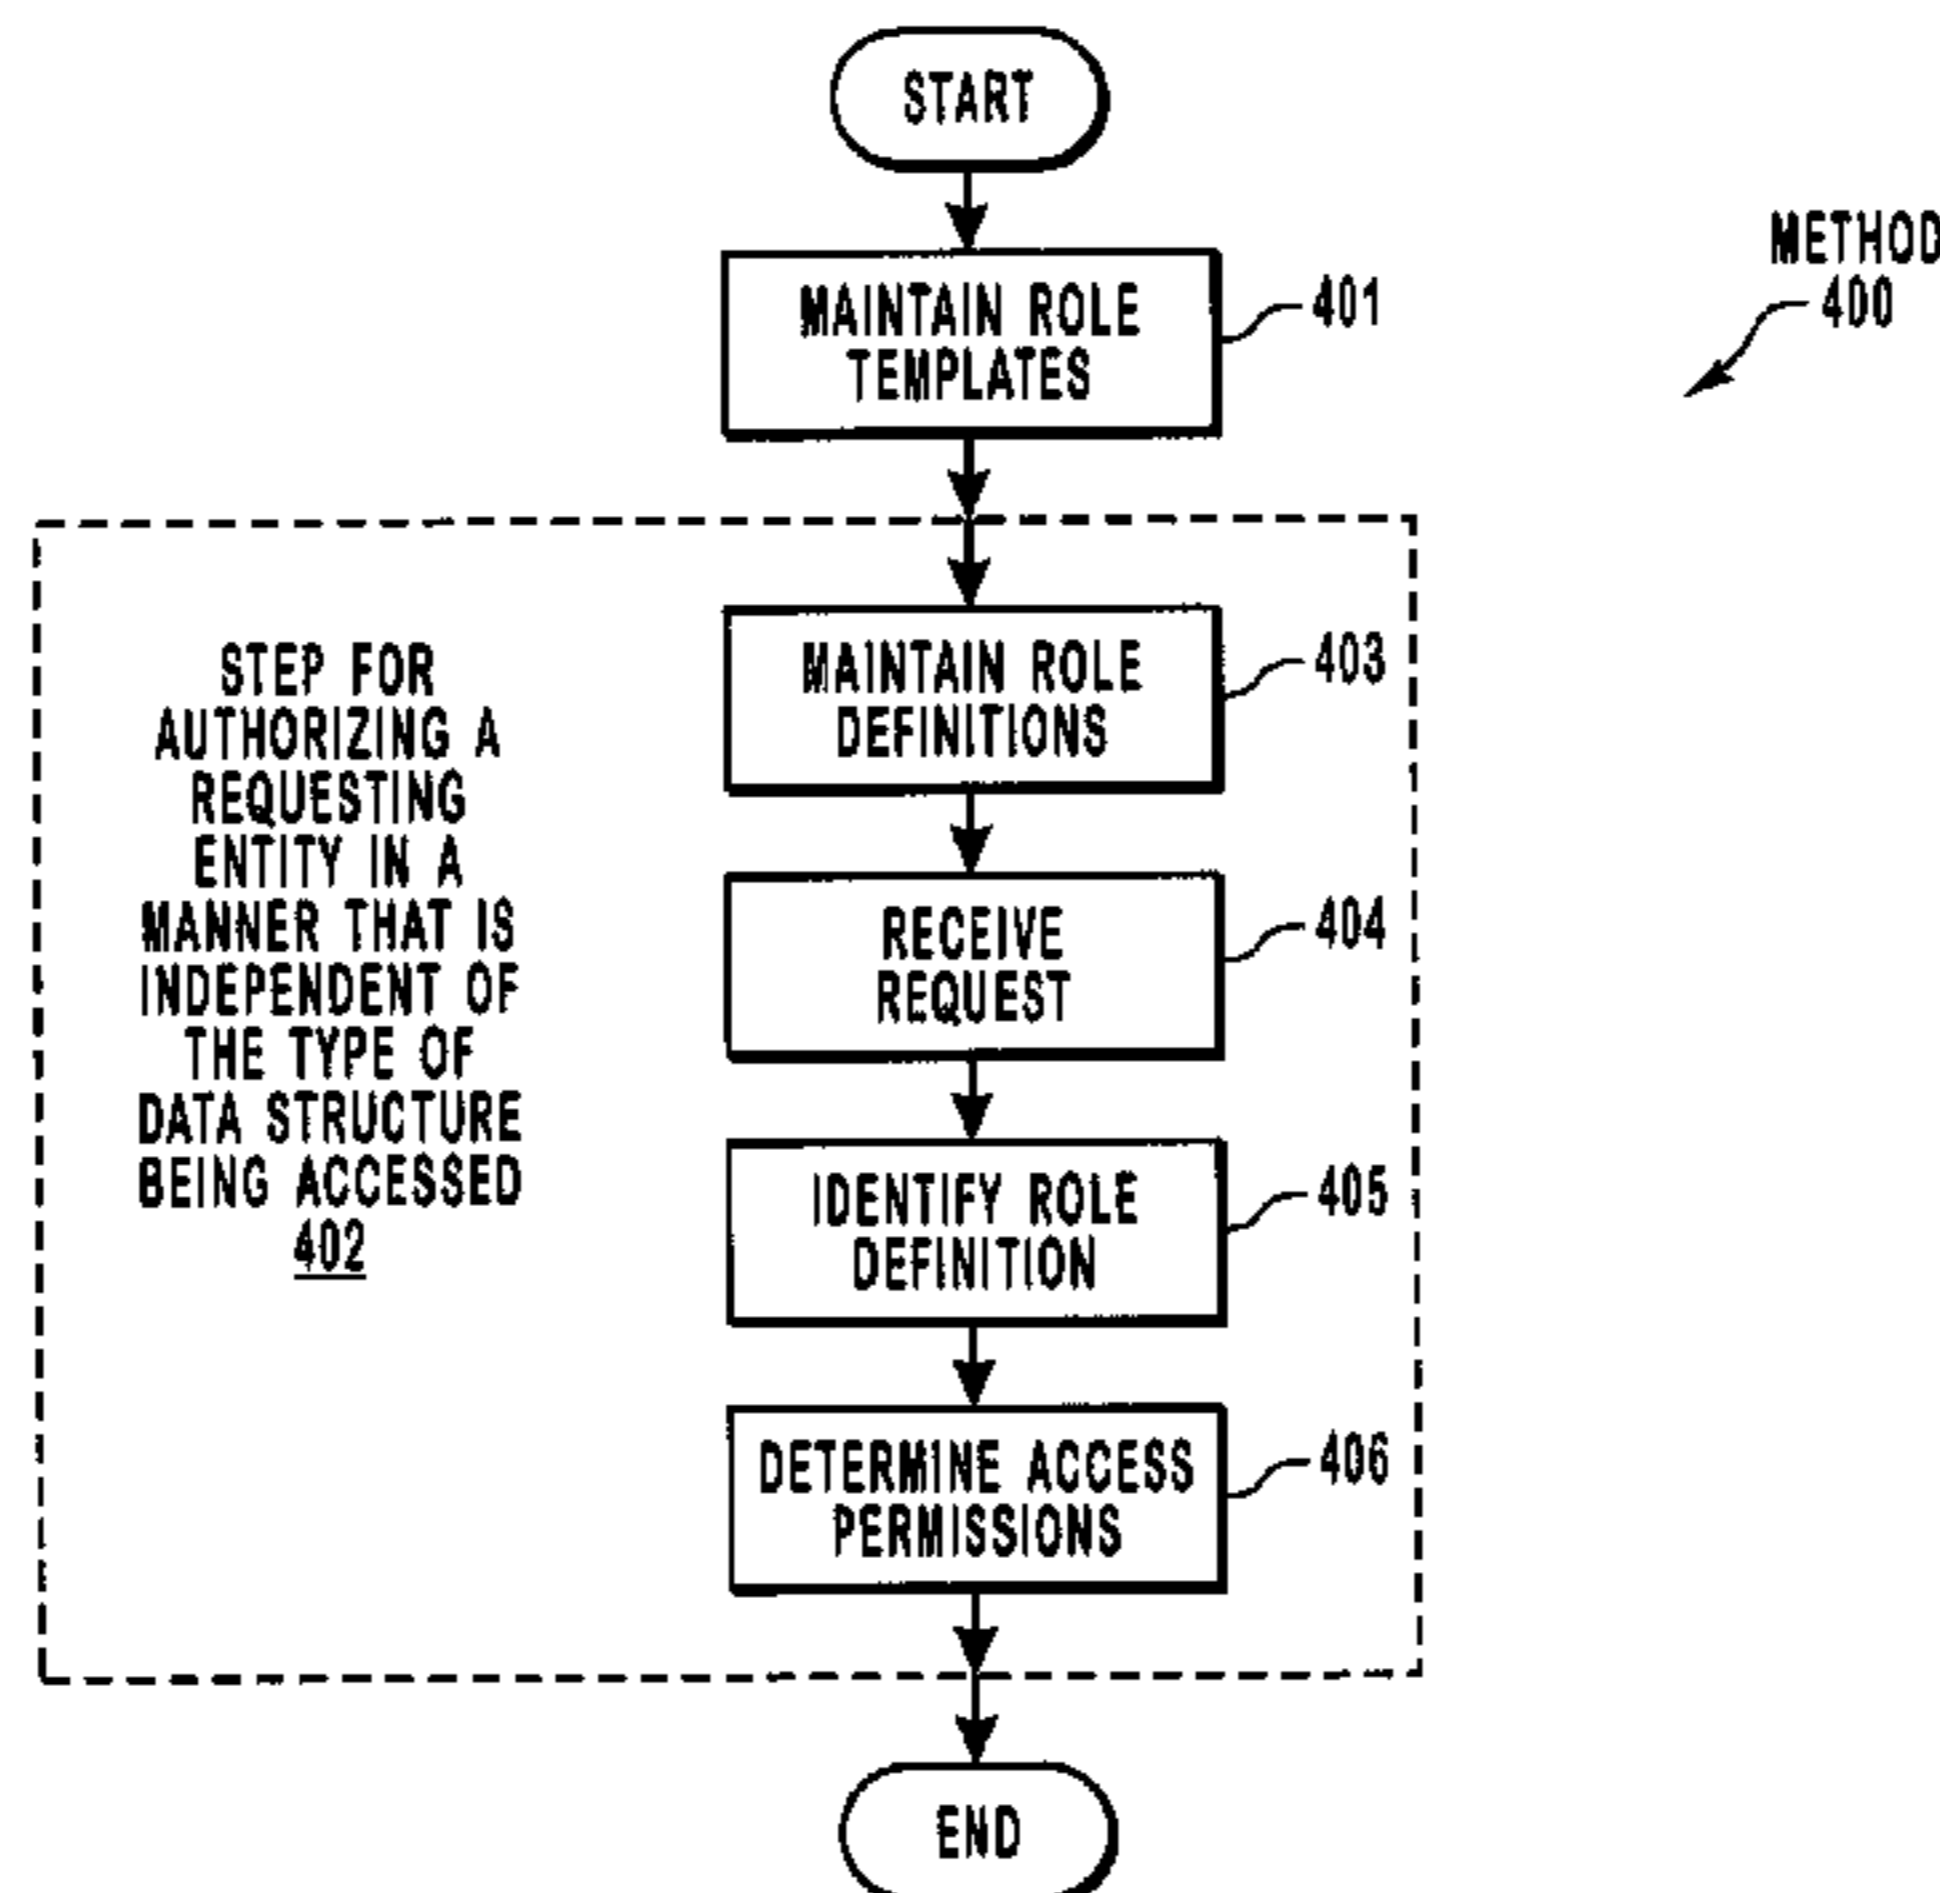 START
METHOD
400
MAINTAIN ROLE
TEMPLATES
401
STEP FOR
AUTHORIZING A
REQUESTING
ENTITY IN A
MANNER THAT IS
INDEPENDENT OF
THE TYPE OF
DATA STRUCTURE
BEING ACCESSED
402
MAINTAIN ROLE
DEFINITIONS
403
RECEIVE
REQUEST
404
IDENTIFY ROLE
DEFINITION
405
DETERMINE ACCESS
PERMISSIONS
406
END